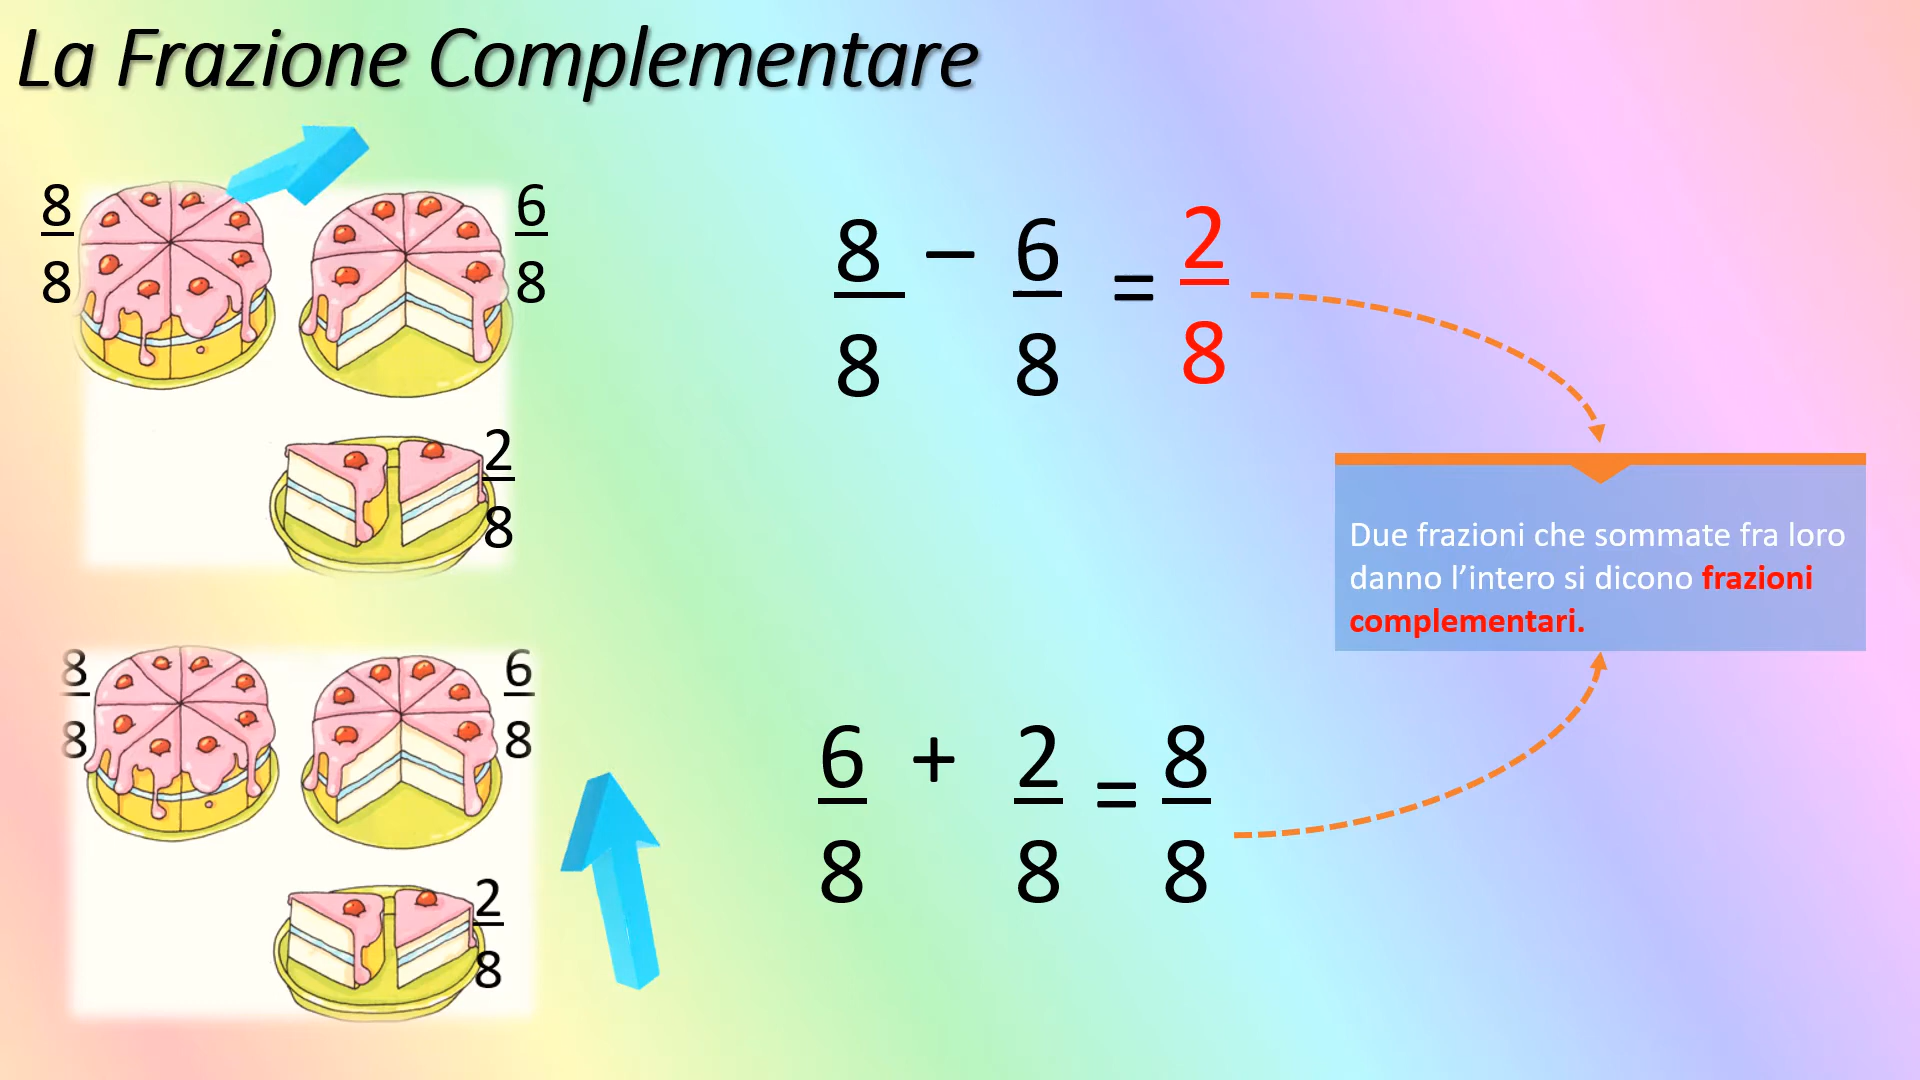 La Frazione Complementare
8
8
6
8
2
8
8 – 6 = 2
8 8 8
Due frazioni che sommate fra loro
danno l’intero si dicono frazioni
complementari.
8
8
6
8
2
8
6 + 2 = 8
8 8 8